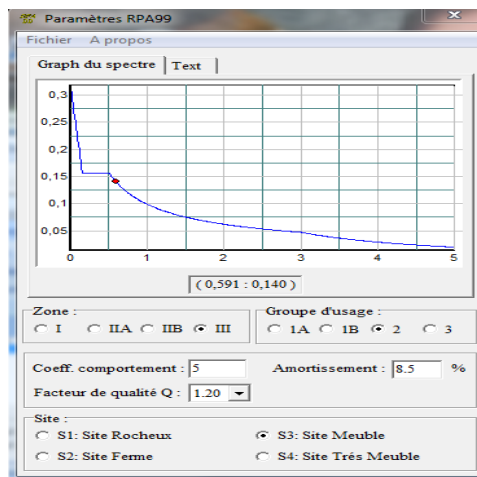 Paramètres RPA99
Fichier A propos
Graph du spectre Text
0,3
0,25
0,2
0,15
0,1
0,05
0 1 2 3 4 5
( 0,591 : 0,140 )
Zone : Groupe d'usage :
I IIA IIB III 1A 1B 2 3
Coeff. comportement : 5 Amortissement : 8.5 %
Facteur de qualité Q : 1.20
Site :
S1: Site Rocheux S3: Site Meuble
S2: Site Ferme S4: Site Trés Meuble